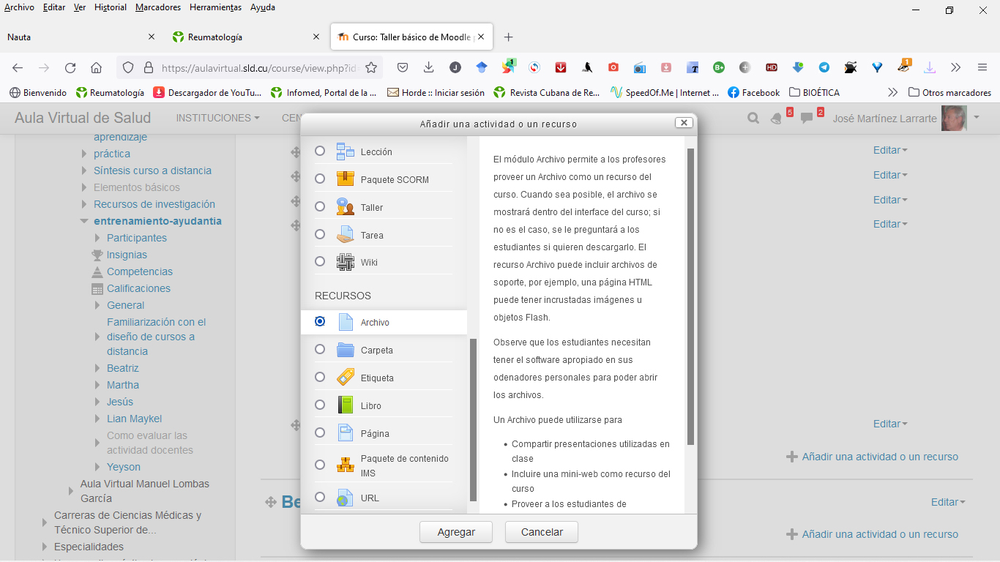 Archivo Editar Ver Historial Marcadores Herramientas Ayuda
Nauta
Reumatología
Curso: Taller básico de Moodle
https://aulavirtual.sld.cu/course/view.php?id=
Bienvenido
Reumatología
Descargador de YouTu...
Infomed, Portal de la ...
Horde :: Iniciar sesión
Revista Cubana de Re...
SpeedOf.Me | Internet ...
Facebook
BIOÉTICA
Otros marcadores
Aula Virtual de Salud
INSTITUCIONES
CEN
5
2
José Martínez Larrarte
aprendizaje
práctica
Síntesis curso a distancia
Elementos básicos
Recursos de investigación
entrenamiento-ayudantia
Participantes
Insignias
Competencias
Calificaciones
General
Familiarización con el
diseño de cursos a
distancia
Beatriz
Martha
Jesús
Lian Maykel
Como evaluar las
actividad docentes
Yeyson
Aula Virtual Manuel Lombas
García
Carreras de Ciencias Médicas y
Técnico Superior de...
Especialidades
Añadir una actividad o un recurso
Lección
Paquete SCORM
Taller
Tarea
Wiki
RECURSOS
Archivo
Carpeta
Etiqueta
Libro
Página
Paquete de contenido
IMS
URL
El módulo Archivo permite a los profesores
proveer un Archivo como un recurso del
curso. Cuando sea posible, el archivo se
mostrará dentro del interface del curso; si
no es el caso, se le preguntará a los
estudiantes si quieren descargarlo. El
recurso Archivo puede incluir archivos de
soporte, por ejemplo, una página HTML
puede tener incrustadas imágenes u
objetos Flash.
Observe que los estudiantes necesitan
tener el software apropiado en sus
odenadores personales para poder abrir
los archivos.
Un Archivo puede utilizarse para
• Compartir presentaciones utilizadas en
clase
• Incluire una mini-web como recurso del
curso
• Proveer a los estudiantes de
Agregar
Cancelar
Editar
Editar
Editar
Editar
Editar
Añadir una actividad o un recurso
Be
Editar
Añadir una actividad o un recurso